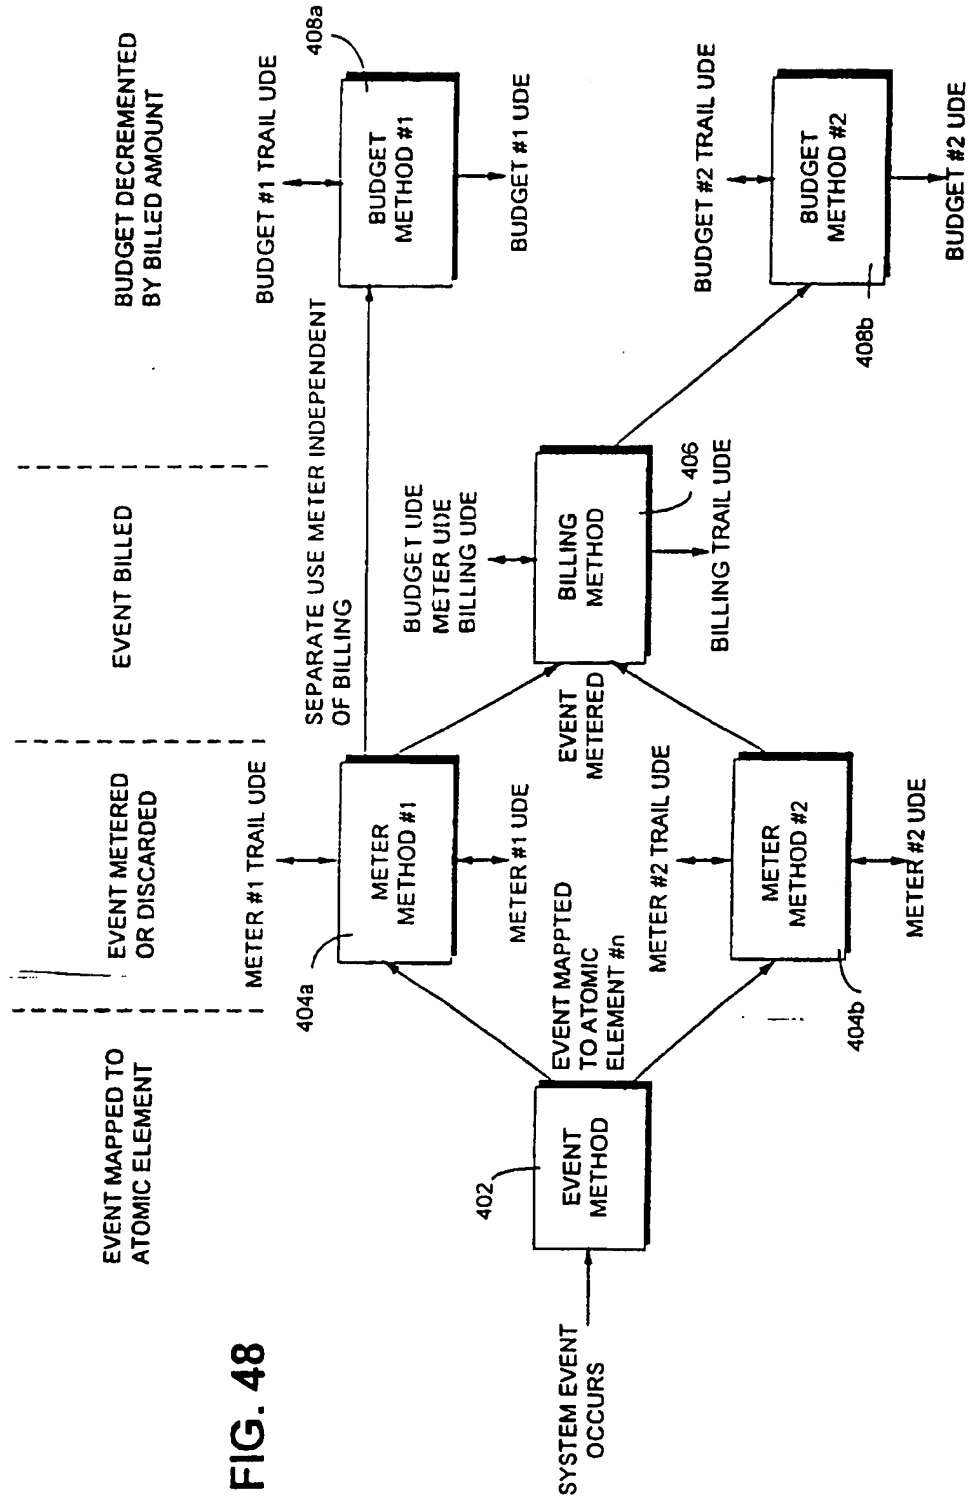 FIG. 48
EVENT MAPPED TO
ATOMIC ELEMENT
EVENT METERED
OR DISCARDED
EVENT BILLED
BUDGET DECREMENTED
BY BILLED AMOUNT
SYSTEM EVENT
OCCURS
402
EVENT
METHOD
EVENT MAPPTED
TO ATOMIC
ELEMENT #n
METER #1 TRAIL UDE
404a
METER
METHOD #1
METER #1 UDE
METER #2 TRAIL UDE
404b
METER
METHOD #2
METER #2 UDE
SEPARATE USE METER INDEPENDENT
OF BILLING
EVENT
METERED
BUDGET UDE
METER UDE
BILLING UDE
BILLING
METHOD
406
BILLING TRAIL UDE
BUDGET #1 TRAIL UDE
408a
BUDGET
METHOD #1
BUDGET #1 UDE
BUDGET #2 TRAIL UDE
408b
BUDGET
METHOD #2
BUDGET #2 UDE